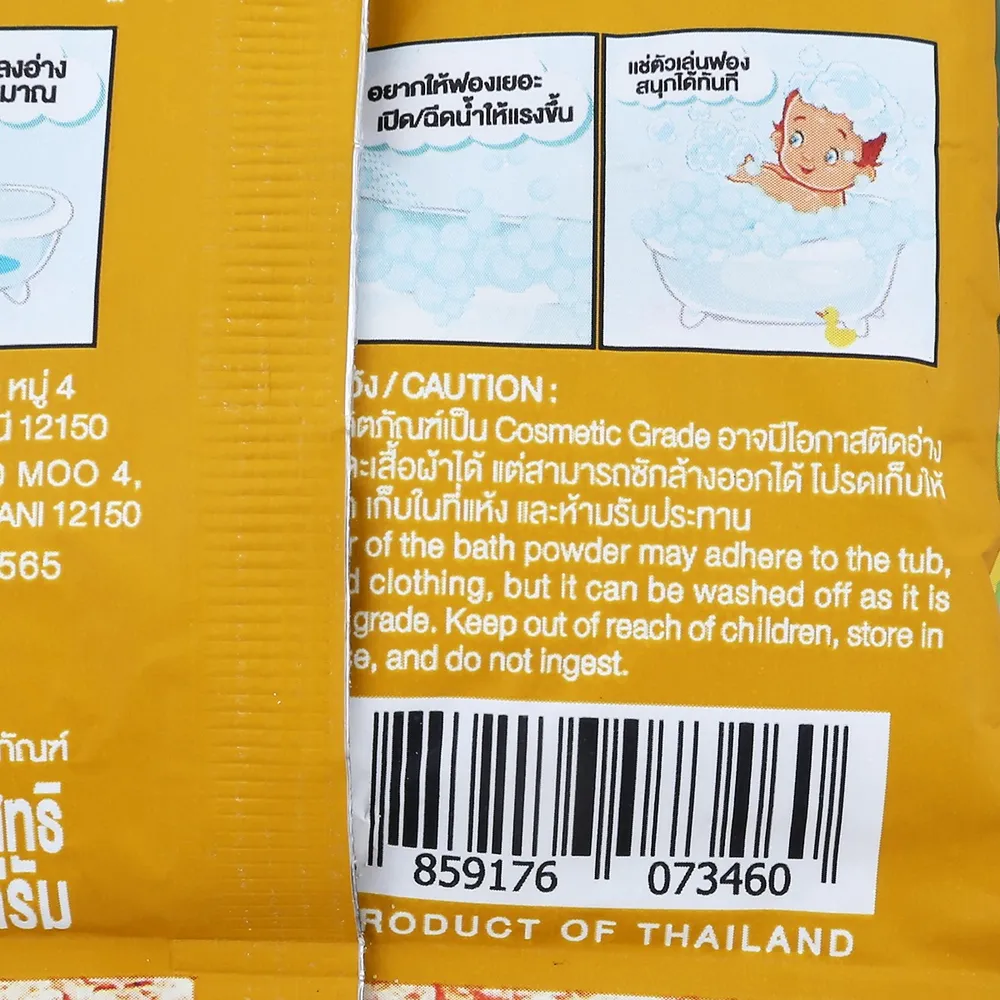 ลงอ่าง
มาณ
อยากให้ฟองเยอะ
เปิด/ฉีดน้ำให้แรงขึ้น
แช่ตัวเล่นฟอง
สนุกได้ทันที
หมู่ 4
12150
MOO 4,
ANI 12150
565
/ CAUTION :
เป็น Cosmetic Grade อาจมีโอกาสติดอ่าง
เสื้อผ้าได้ แต่สามารถซักล้างออกได้ โปรดเก็บให้
เก็บในที่แห้ง และห้ามรับประทาน
of the bath powder may adhere to the tub,
clothing, but it can be washed off as it is
grade. Keep out of reach of children, store in
and do not ingest.
859176 073460
RODUCT OF THAILAND